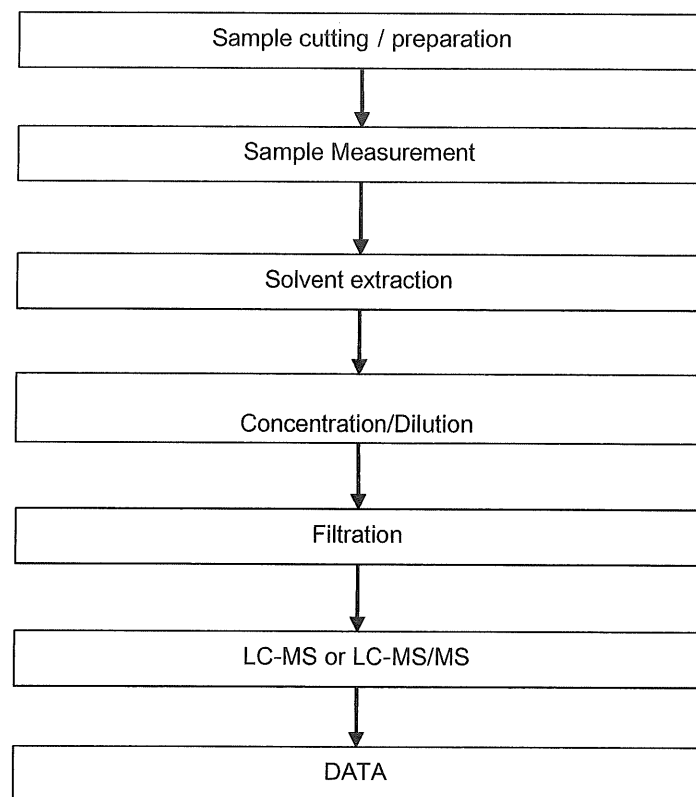 Sample cutting / preparation
Sample Measurement
Solvent extraction
Concentration/Dilution
Filtration
LC-MS or LC-MS/MS
DATA